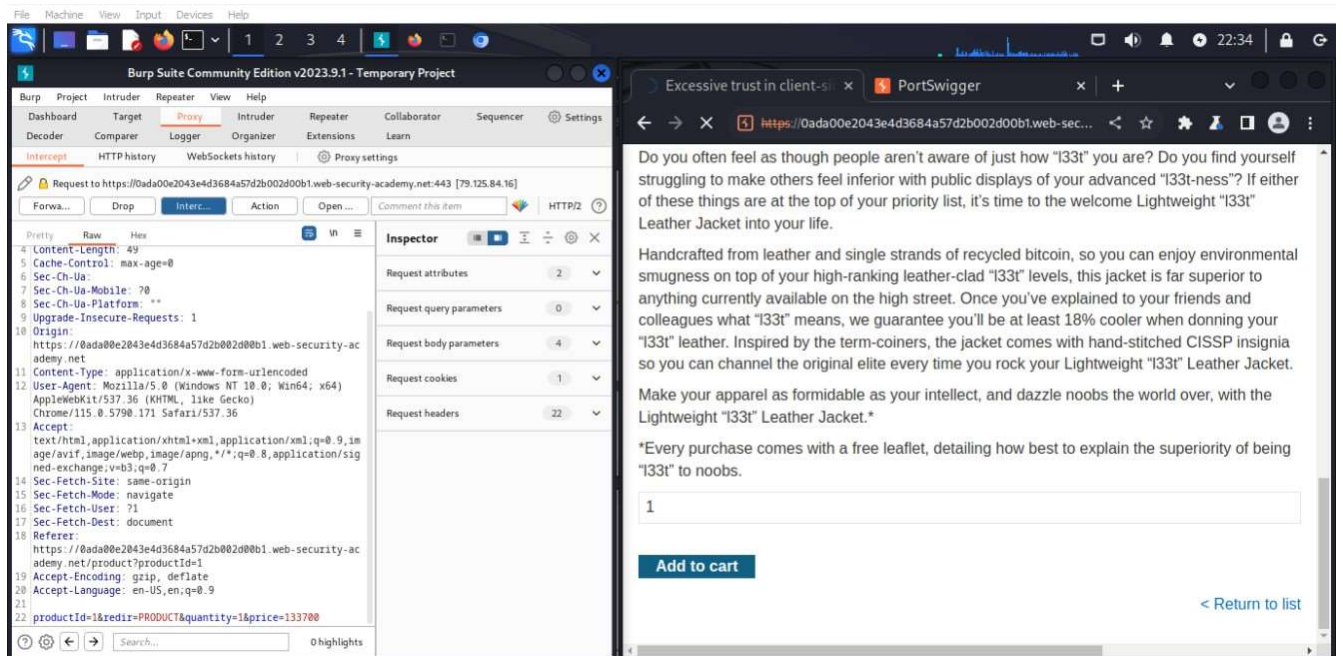 File Machine View Input Devices Help
1 2 3 4 22:34
Burp Suite Community Edition v2023.9.1 - Temporary Project
Burp Project Intruder Repeater View Help
Dashboard Target Proxy Intruder Repeater Collaborator Sequencer Settings
Decoder Comparer Logger Organizer Extensions Learn
Intercept HTTP history WebSockets history Proxy settings
Request to https://0ada00e2043e4d3684a57d2b002d00b1.web-security-academy.net:443 [79.125.84.16]
Forwa... Drop Interc... Action Open ... Comment this item HTTP/2
Pretty Raw Hex \n
4 Content-Length: 49
5 Cache-Control: max-age=0
6 Sec-Ch-Ua:
7 Sec-Ch-Ua-Mobile: ?0
8 Sec-Ch-Ua-Platform: ""
9 Upgrade-Insecure-Requests: 1
10 Origin:
https://0ada00e2043e4d3684a57d2b002d00b1.web-security-ac
ademy.net
11 Content-Type: application/x-www-form-urlencoded
12 User-Agent: Mozilla/5.0 (Windows NT 10.0; Win64; x64)
AppleWebKit/537.36 (KHTML, like Gecko)
Chrome/115.0.5790.171 Safari/537.36
13 Accept:
text/html,application/xhtml+xml,application/xml;q=0.9,im
age/avif,image/webp,image/apng,*/*;q=0.8,application/sig
ned-exchange;v=b3;q=0.7
14 Sec-Fetch-Site: same-origin
15 Sec-Fetch-Mode: navigate
16 Sec-Fetch-User: ?1
17 Sec-Fetch-Dest: document
18 Referer:
https://0ada00e2043e4d3684a57d2b002d00b1.web-security-ac
ademy.net/product?productId=1
19 Accept-Encoding: gzip, deflate
20 Accept-Language: en-US,en;q=0.9
21
22 productId=1&redir=PRODUCT&quantity=1&price=133700
Search... 0 highlights
Inspector
Request attributes 2
Request query parameters 0
Request body parameters 4
Request cookies 1
Request headers 22
Excessive trust in client-si PortSwigger
https://0ada00e2043e4d3684a57d2b002d00b1.web-sec...
Do you often feel as though people aren't aware of just how “l33t” you are? Do you find yourself
struggling to make others feel inferior with public displays of your advanced “l33t-ness”? If either
of these things are at the top of your priority list, it's time to the welcome Lightweight “l33t”
Leather Jacket into your life.
Handcrafted from leather and single strands of recycled bitcoin, so you can enjoy environmental
smugness on top of your high-ranking leather-clad “l33t” levels, this jacket is far superior to
anything currently available on the high street. Once you've explained to your friends and
colleagues what “l33t” means, we guarantee you'll be at least 18% cooler when donning your
“l33t” leather. Inspired by the term-coiners, the jacket comes with hand-stitched CISSP insignia
so you can channel the original elite every time you rock your Lightweight “l33t” Leather Jacket.
Make your apparel as formidable as your intellect, and dazzle noobs the world over, with the
Lightweight “l33t” Leather Jacket.*
*Every purchase comes with a free leaflet, detailing how best to explain the superiority of being
“l33t” to noobs.
1
Add to cart
< Return to list